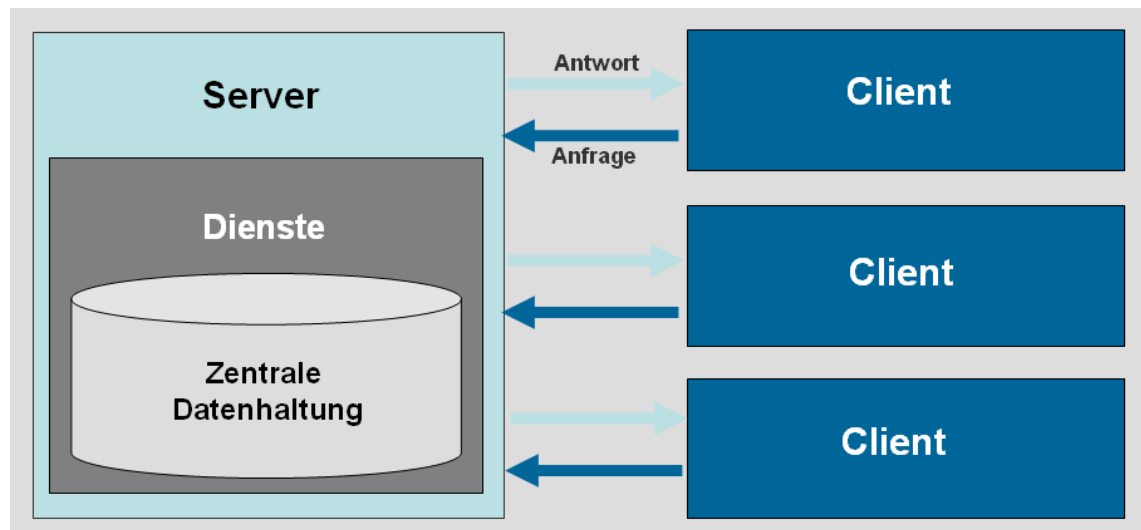 Server
Dienste
Zentrale
Datenhaltung
Antwort
Anfrage
Client
Client
Client